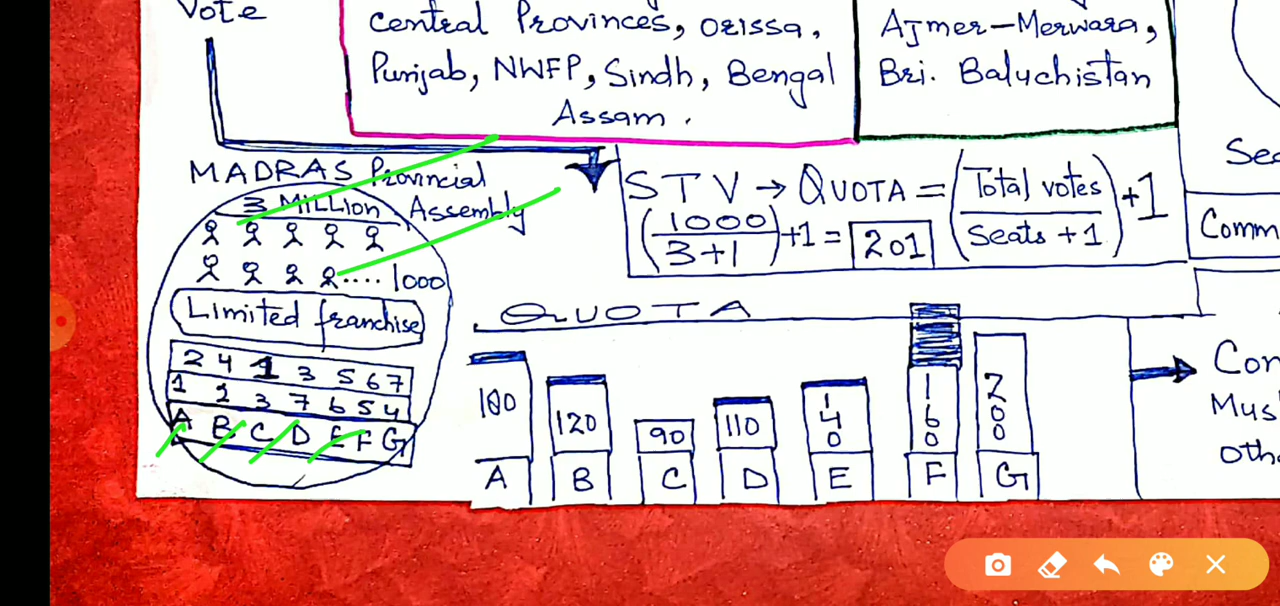 Vote
Central Provinces, Orissa,
Punjab, NWFP, Sindh, Bengal
Assam.
Ajmer-Merwara,
Bri. Baluchistan
MADRAS Provincial
Assembly
3 MILLion
.... 1000
Limited franchise
2 4 1 3 5 6 7
1 2 3 7 6 5 4
A B C D E F G
STV → QUOTA = (Total votes / Seats + 1) + 1
(1000 / 3+1) + 1 = 201
Comm
QUOTA
180 120 90 110 140 160 200
A B C D E F G
Con
Mus
oth